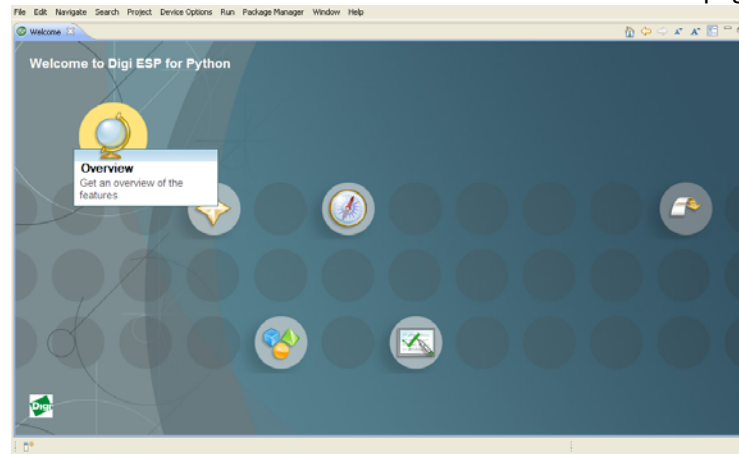 File Edit Navigate Search Project Device Options Run Package Manager Window Help
Welcome
Welcome to Digi ESP for Python
Overview
Get an overview of the
features
Digi